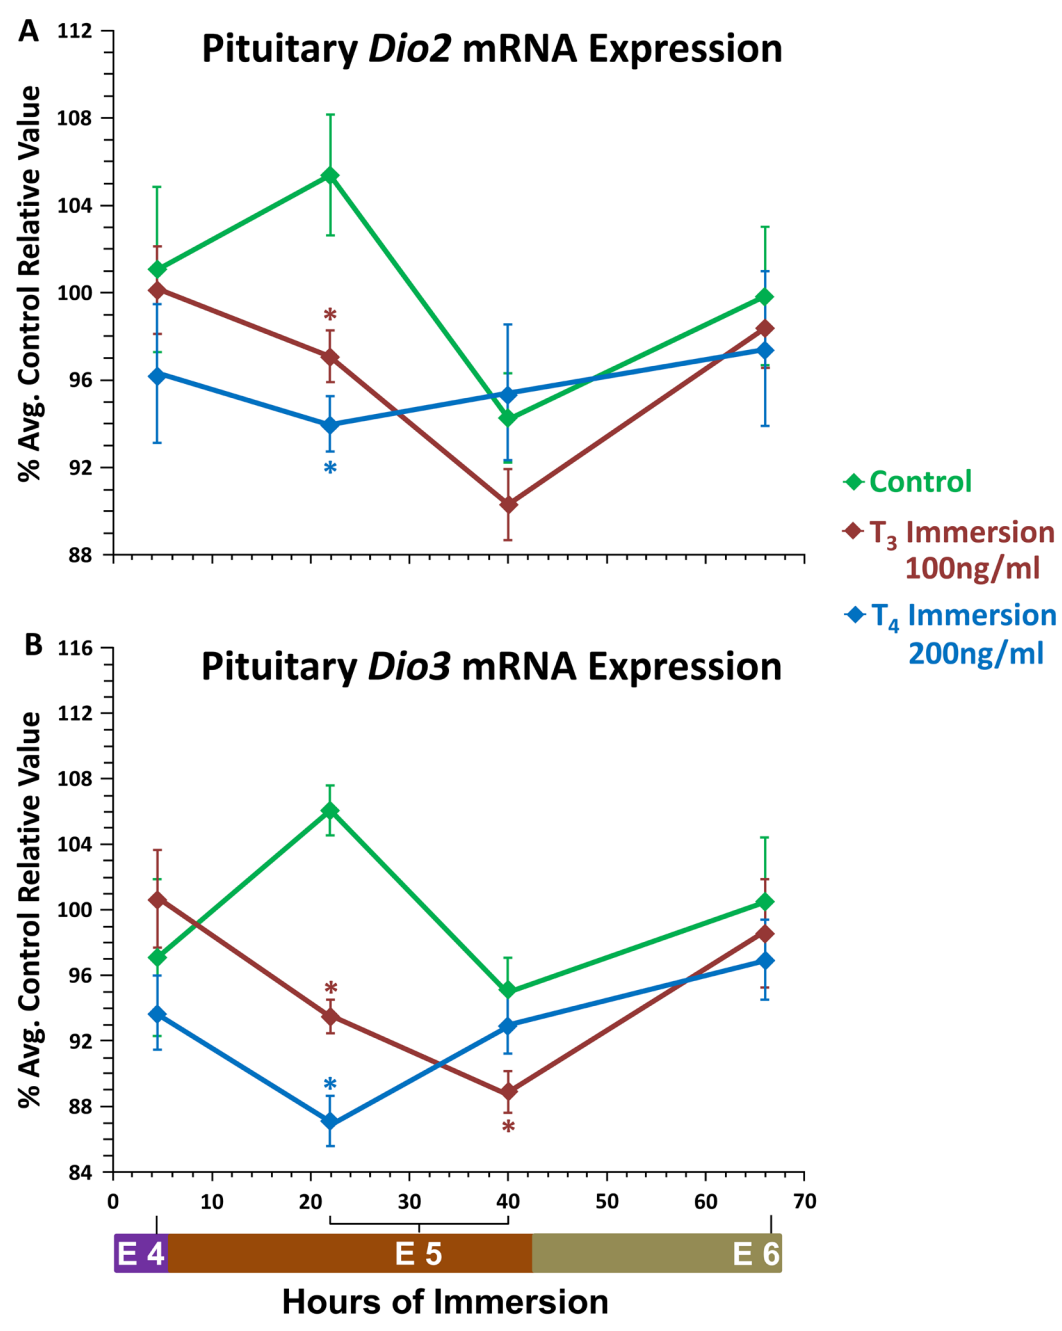 A
Pituitary Dio2 mRNA Expression
% Avg. Control Relative Value
112
108
104
100
96
92
88
*
*
Control
T3 Immersion
100ng/ml
T4 Immersion
200ng/ml
B
Pituitary Dio3 mRNA Expression
% Avg. Control Relative Value
116
112
108
104
100
96
92
88
84
*
*
*
0 10 20 30 40 50 60 70
E 4 E 5 E 6
Hours of Immersion